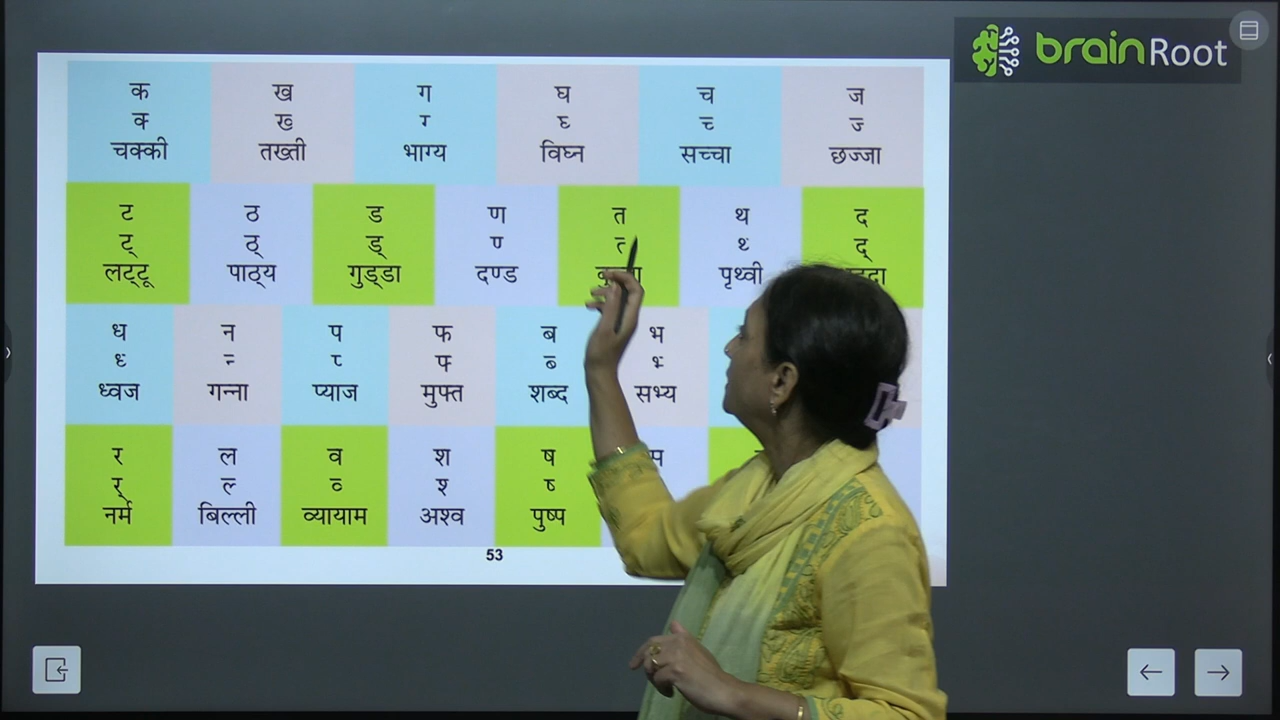 brainRoot
क ख ग घ च ज
क्‍ ख्‍ ग्‍ घ्‍ च्‍ ज्‍
चक्की तख्ती भाग्य विघ्न सच्चा छज्जा
ट ठ ड ण त थ द
ट् ठ् ड् ण्‍ त्‍ थ्‍ द्
लट्‌टू पाठ्य गुड्‌डा दण्ड पृथ्वी
ध न प फ ब भ
ध्‍ न्‍ प्‍ फ्‍ ब्‍ भ्‍
ध्वज गन्ना प्याज मुफ्त शब्द सभ्य
र ल व श ष स
र् ल्‍ व्‍ श्‍ ष्‍
नर्म बिल्ली व्यायाम अश्व पुष्प
53